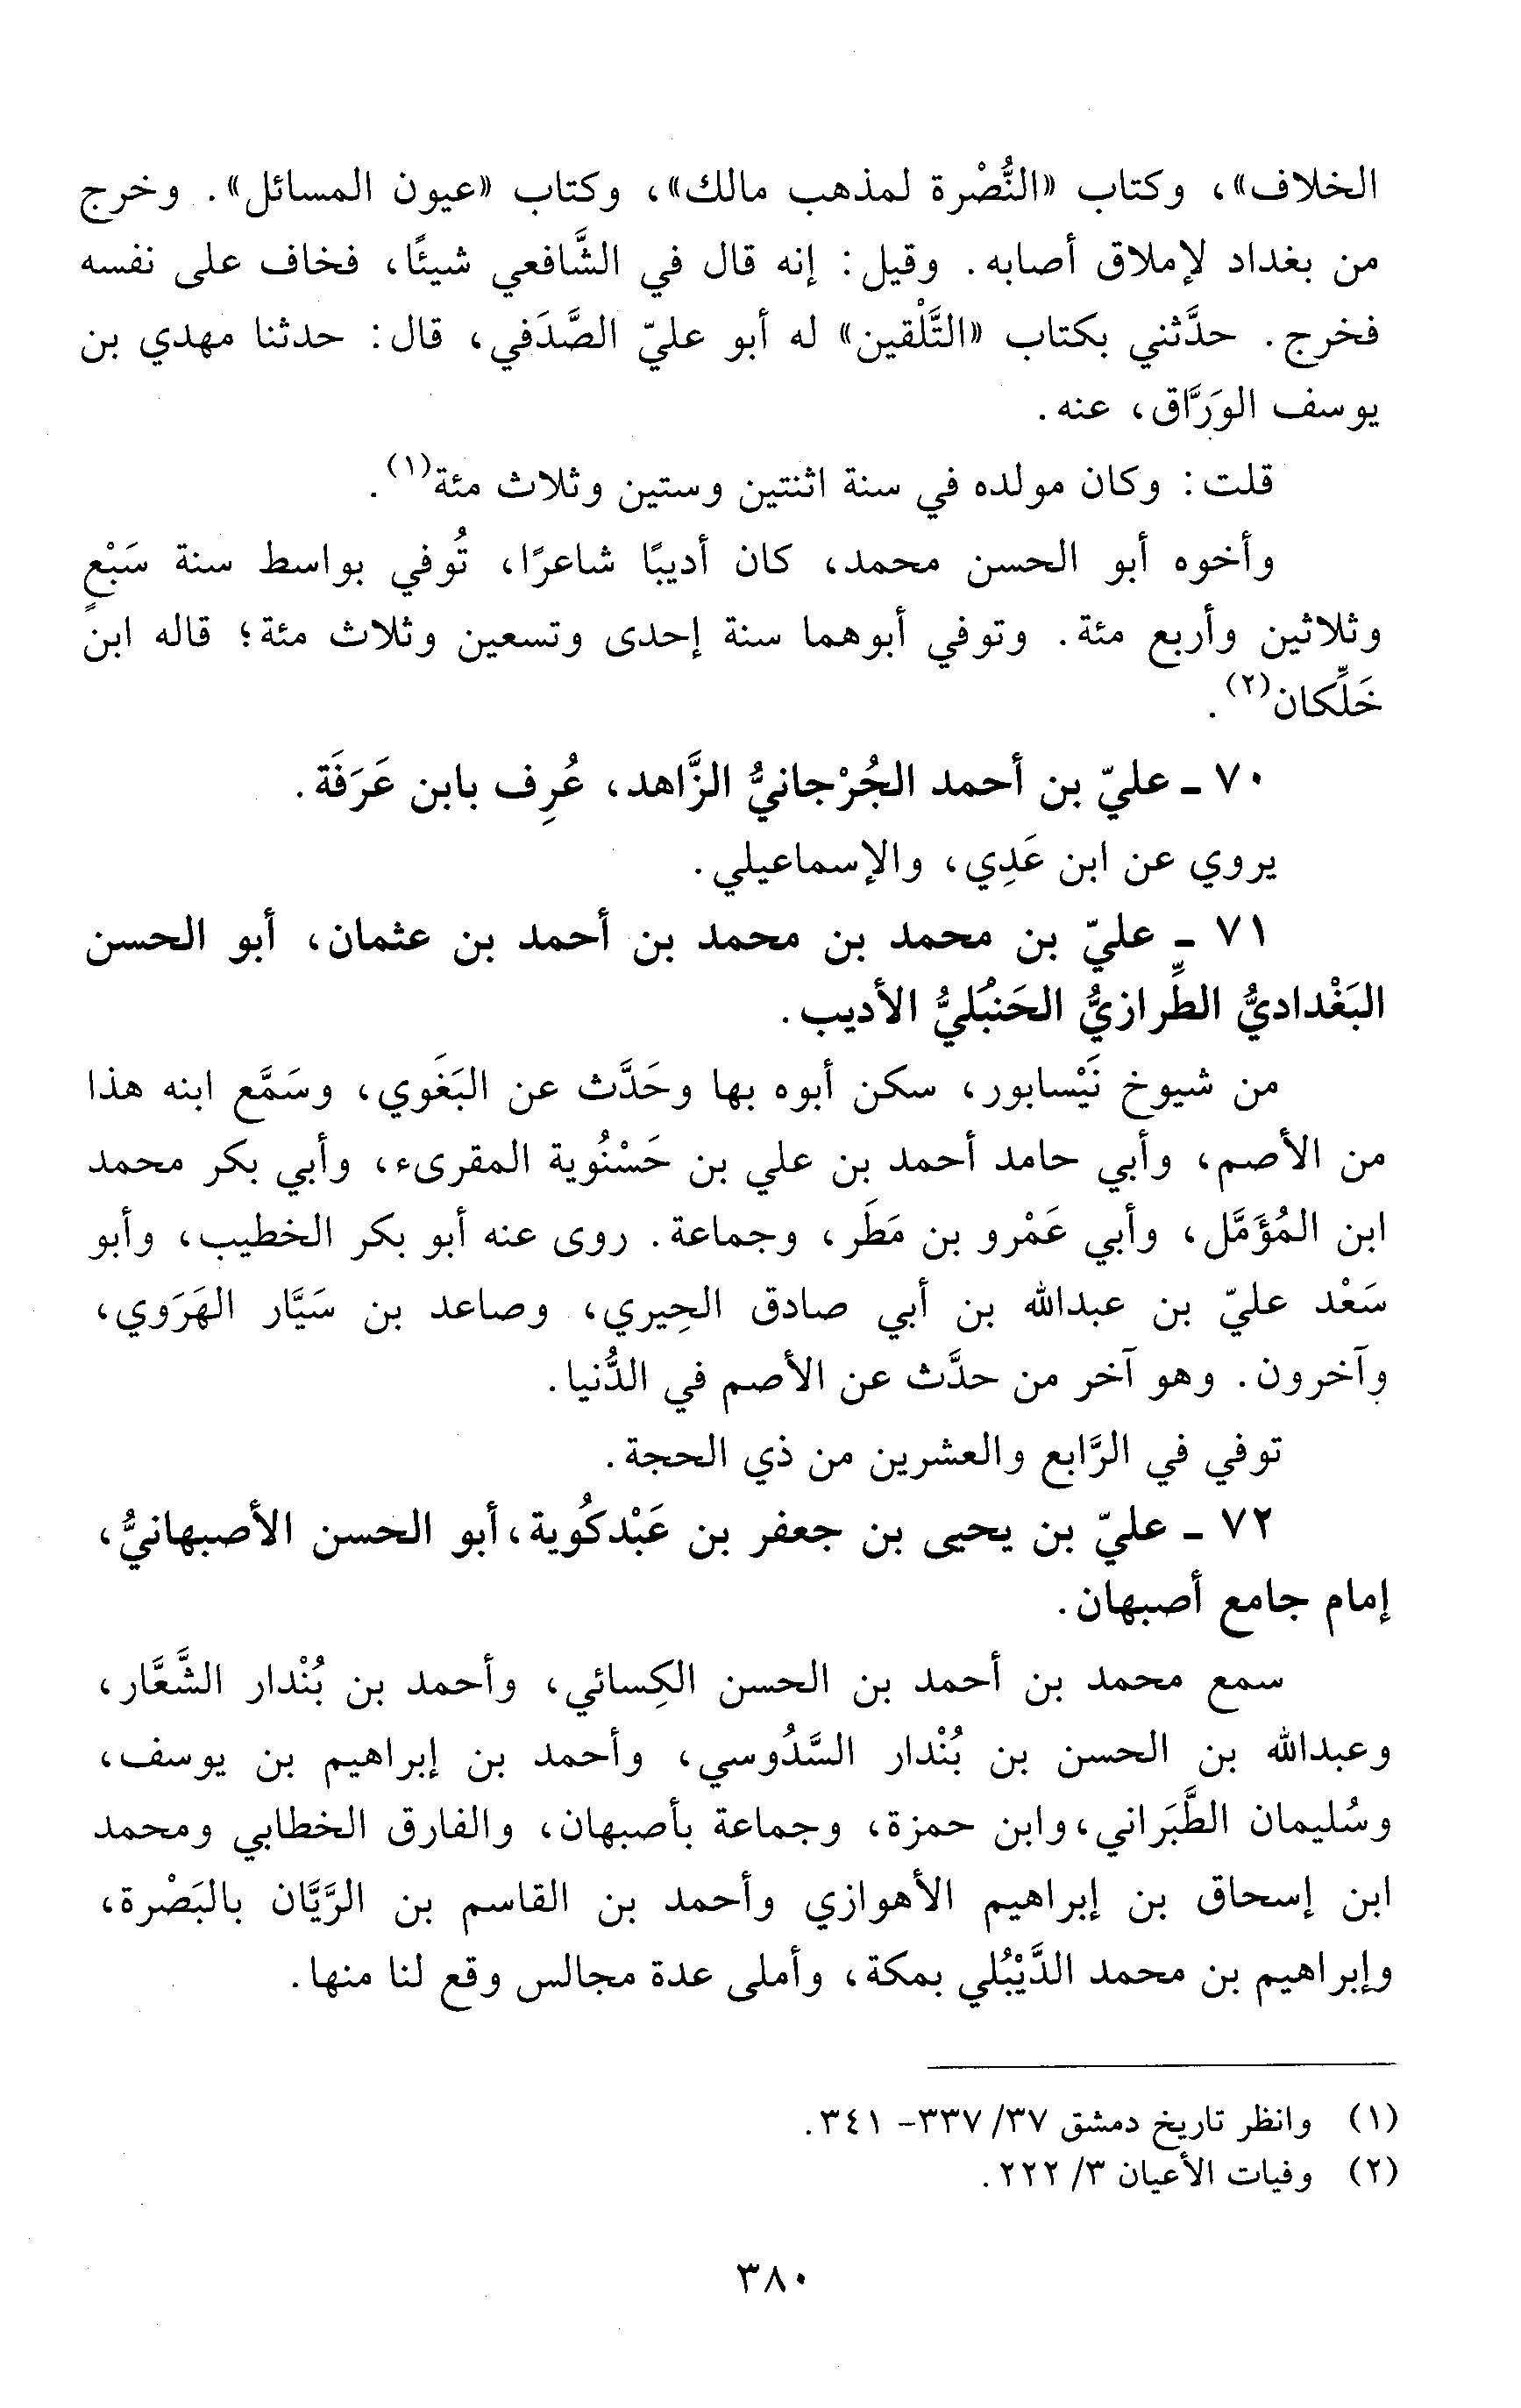 الخلاف»، وكتاب «النُّصْرة لمذهب مالك»، وكتاب «عيون المسائل». وخرج
من بغداد لإملاق أصابه. وقيل: إنه قال في الشَّافعي شيئًا، فخاف على نفسه
فخرج. حدَّثني بكتاب «التَّلْقين» له أبو عليّ الصَّدَفي، قال: حدثنا مهدي بن
يوسف الوَرَّاق، عنه.
قلت: وكان مولده في سنة اثنتين وستين وثلاث مئة(١).
وأخوه أبو الحسن محمد، كان أديبًا شاعرًا، تُوفي بواسط سنة سَبْعٍ
وثلاثين وأربع مئة. وتوفي أبوهما سنة إحدى وتسعين وثلاث مئة؛ قاله ابن
خَلِّكان(٢).
٧٠ - عليّ بن أحمد الجُرْجانيُّ الزَّاهد، عُرِف بابن عَرَفَة.
يروي عن ابن عَدِي، والإسماعيلي.
٧١ - عليّ بن محمد بن محمد بن أحمد بن عثمان، أبو الحسن
البَغْداديُّ الطِّرازيُّ الحَنْبَليُّ الأديب.
من شيوخ نَيْسابور، سكن أبوه بها وحَدَّث عن البَغَوي، وسَمَّع ابنه هذا
من الأصم، وأبي حامد أحمد بن علي بن حَسْنُوية المقرىء، وأبي بكر محمد
ابن المُؤَمَّل، وأبي عَمْرو بن مَطَر، وجماعة. روى عنه أبو بكر الخطيب، وأبو
سَعْد عليّ بن عبدالله بن أبي صادق الحِيري، وصاعد بن سَيَّار الهَرَوي،
وآخرون. وهو آخر من حدَّث عن الأصم في الدُّنيا.
توفي في الرَّابع والعشرين من ذي الحجة.
٧٢ - عليّ بن يحيى بن جعفر بن عَبْدكُوية، أبو الحسن الأصبهانيُّ،
إمام جامع أصبهان.
سمع محمد بن أحمد بن الحسن الكِسائي، وأحمد بن بُنْدار الشَّعَّار،
وعبدالله بن الحسن بن بُنْدار السَّدُوسي، وأحمد بن إبراهيم بن يوسف،
وسُليمان الطَّبَراني، وابن حمزة، وجماعة بأصبهان، والفارق الخطابي ومحمد
ابن إسحاق بن إبراهيم الأهوازي وأحمد بن القاسم بن الرَّيَّان بالبَصْرة،
وإبراهيم بن محمد الدَّيْبُلي بمكة، وأملى عدة مجالس وقع لنا منها.
(١) وانظر تاريخ دمشق ٣٧/ ٣٣٧- ٣٤١.
(٢) وفيات الأعيان ٣/ ٢٢٢.
٣٨٠